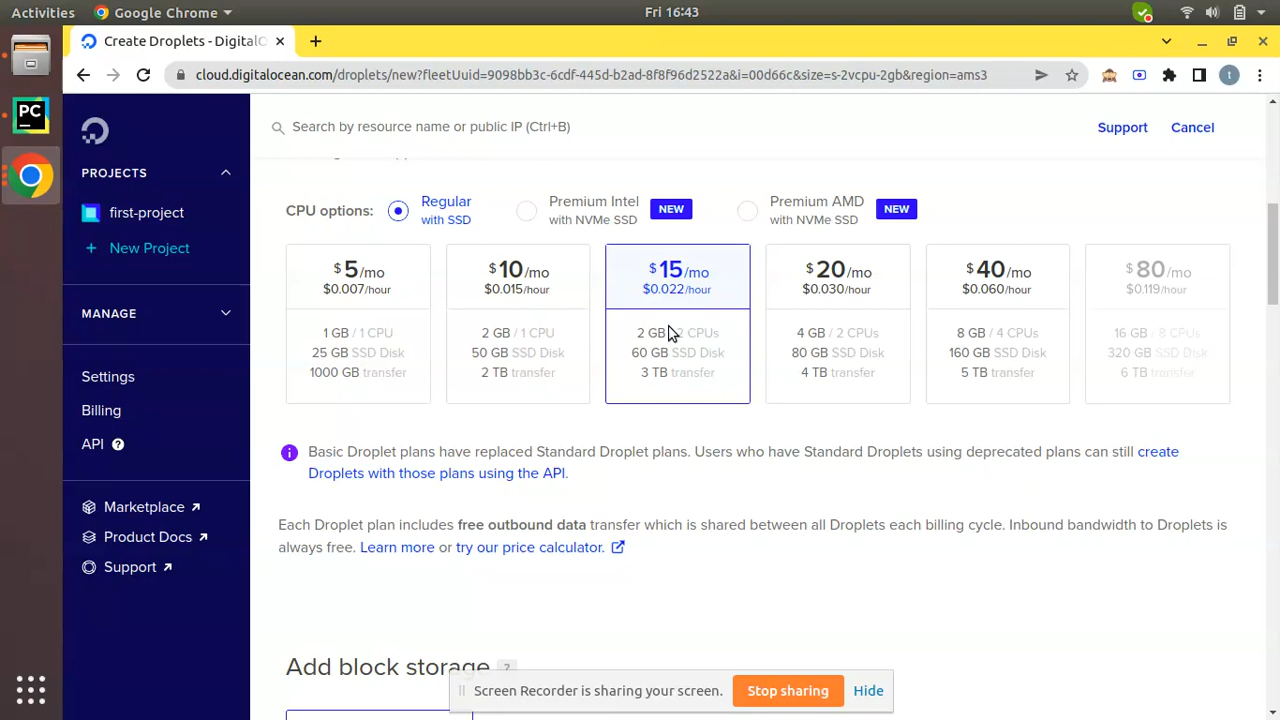 Activities Google Chrome Fri 16:43
Create Droplets - DigitalO
cloud.digitalocean.com/droplets/new?fleetUuid=9098bb3c-6cdf-445d-b2ad-8f8f96d2522a&i=00d66c&size=s-2vcpu-2gb&region=ams3 t
PC
Search by resource name or public IP (Ctrl+B) Support Cancel
PROJECTS
first-project
New Project
MANAGE
Settings
Billing
API ?
Marketplace
Product Docs
Support
CPU options: Regular with SSD
Premium Intel with NVMe SSD NEW
Premium AMD with NVMe SSD NEW
$ 5/mo
$0.007/hour
1 GB / 1 CPU
25 GB SSD Disk
1000 GB transfer
$ 10/mo
$0.015/hour
2 GB / 1 CPU
50 GB SSD Disk
2 TB transfer
$ 15/mo
$0.022/hour
2 GB 2 CPUs
60 GB SSD Disk
3 TB transfer
$ 20/mo
$0.030/hour
4 GB / 2 CPUs
80 GB SSD Disk
4 TB transfer
$ 40/mo
$0.060/hour
8 GB / 4 CPUs
160 GB SSD Disk
5 TB transfer
$ 80/mo
$0.119/hour
16 GB / 8 CPUs
320 GB SSD Disk
6 TB transfer
Basic Droplet plans have replaced Standard Droplet plans. Users who have Standard Droplets using deprecated plans can still create
Droplets with those plans using the API.
Each Droplet plan includes free outbound data transfer which is shared between all Droplets each billing cycle. Inbound bandwidth to Droplets is
always free. Learn more or try our price calculator.
Add block storage ?
Screen Recorder is sharing your screen. Stop sharing Hide